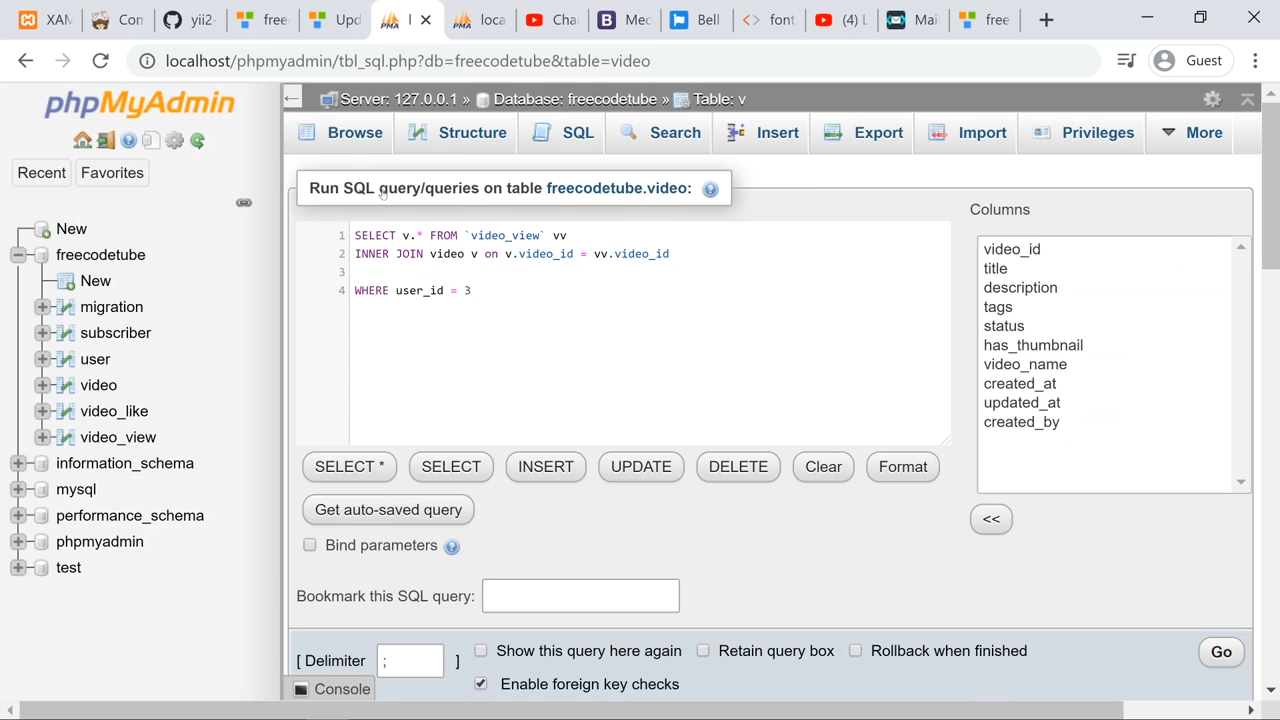 XAM
Con
yii2-
free
Upd
PMA
loca
Cha
B Mec
Bell
font
(4) L
Mai
free
localhost/phpmyadmin/tbl_sql.php?db=freecodetube&table=video
Guest
phpMyAdmin
Recent Favorites
New
freecodetube
New
migration
subscriber
user
video
video_like
video_view
information_schema
mysql
performance_schema
phpmyadmin
test
Server: 127.0.0.1 » Database: freecodetube » Table: v
Browse Structure SQL Search Insert Export Import Privileges More
Run SQL query/queries on table freecodetube.video:
1 SELECT v.* FROM `video_view` vv
2 INNER JOIN video v on v.video_id = vv.video_id
3
4 WHERE user_id = 3
Columns
video_id
title
description
tags
status
has_thumbnail
video_name
created_at
updated_at
created_by
<<
SELECT * SELECT INSERT UPDATE DELETE Clear Format
Get auto-saved query
Bind parameters
Bookmark this SQL query:
[ Delimiter ; ] Show this query here again Retain query box Rollback when finished Go
Enable foreign key checks
Console